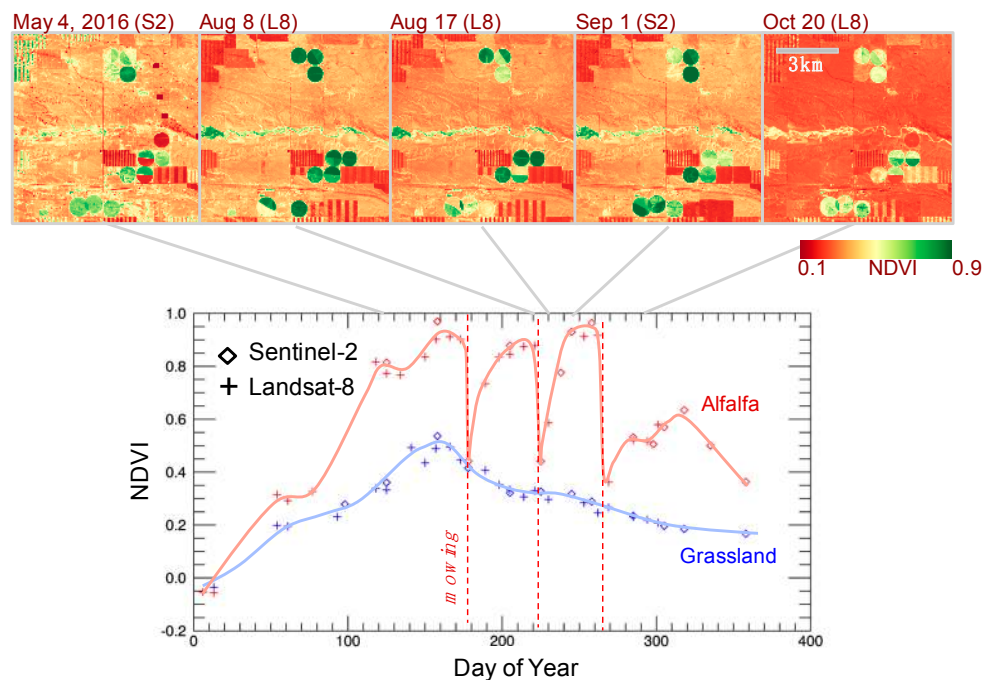 May 4, 2016 (S2) Aug 8 (L8) Aug 17 (L8) Sep 1 (S2) Oct 20 (L8)
3km
0.1 NDVI 0.9
1.0
0.8
0.6
0.4
0.2
0.0
-0.2
NDVI
Sentinel-2
Landsat-8
Alfalfa
Grassland
mowing
0 100 200 300 400
Day of Year